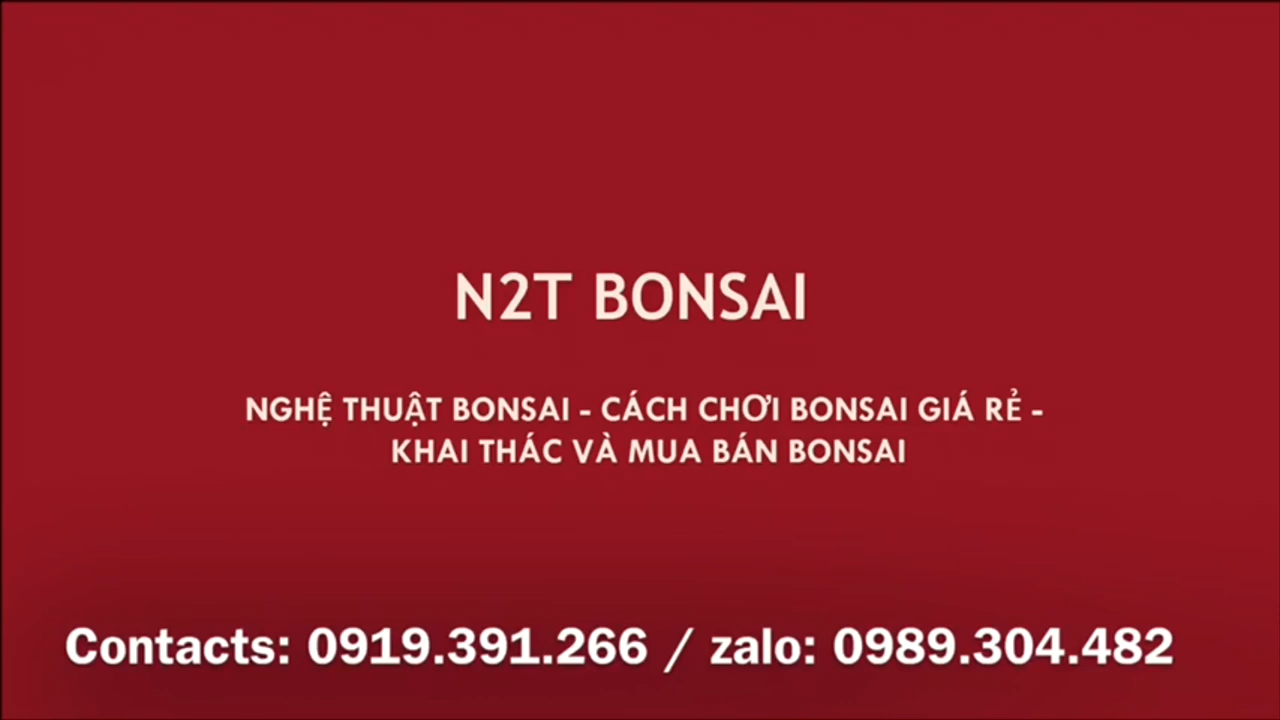 N2T BONSAI
NGHỆ THUẬT BONSAI - CÁCH CHƠI BONSAI GIÁ RẺ -
KHAI THÁC VÀ MUA BÁN BONSAI
Contacts: 0919.391.266 / zalo: 0989.304.482